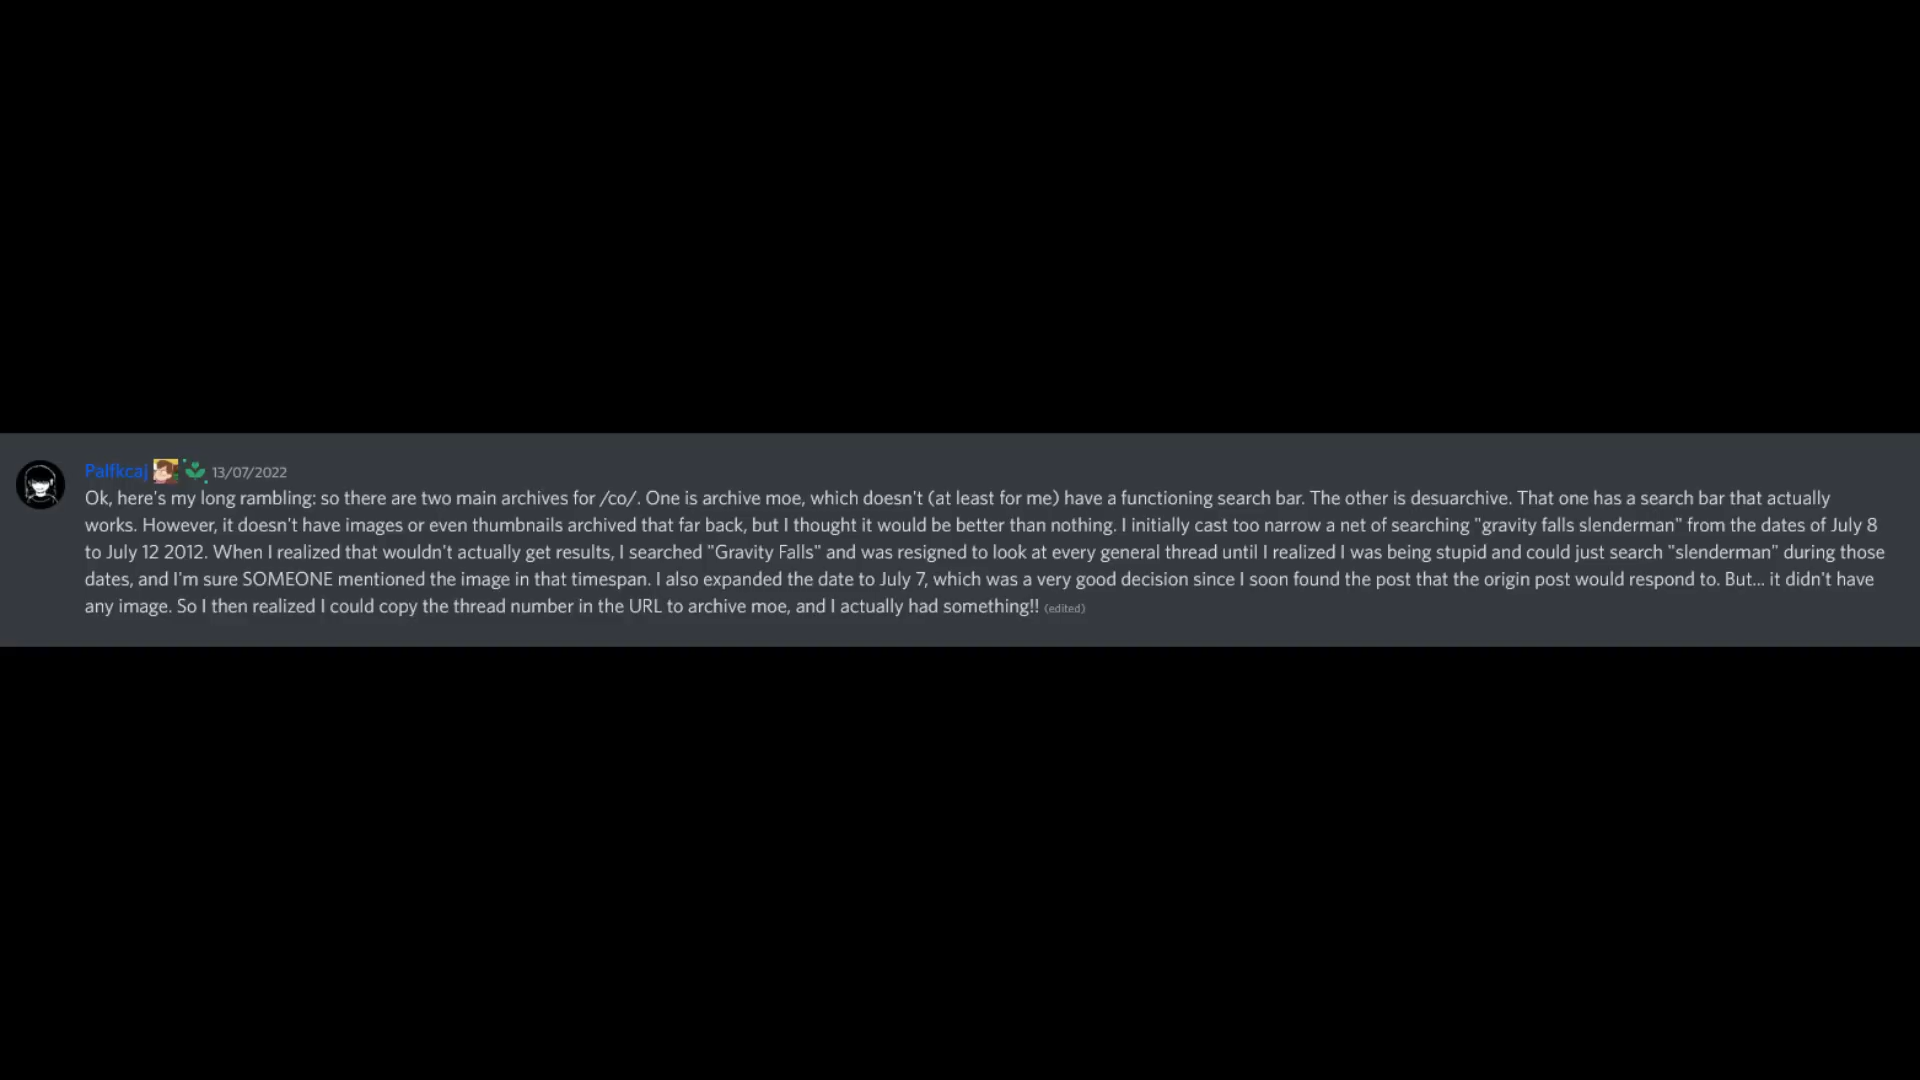 Palfkcaj 13/07/2022
Ok, here's my long rambling: so there are two main archives for /co/. One is archive moe, which doesn't (at least for me) have a functioning search bar. The other is desuarchive. That one has a search bar that actually
works. However, it doesn't have images or even thumbnails archived that far back, but I thought it would be better than nothing. I initially cast too narrow a net of searching "gravity falls slenderman" from the dates of July 8
to July 12 2012. When I realized that wouldn't actually get results, I searched "Gravity Falls" and was resigned to look at every general thread until I realized I was being stupid and could just search "slenderman" during those
dates, and I'm sure SOMEONE mentioned the image in that timespan. I also expanded the date to July 7, which was a very good decision since I soon found the post that the origin post would respond to. But... it didn't have
any image. So I then realized I could copy the thread number in the URL to archive moe, and I actually had something!! (edited)